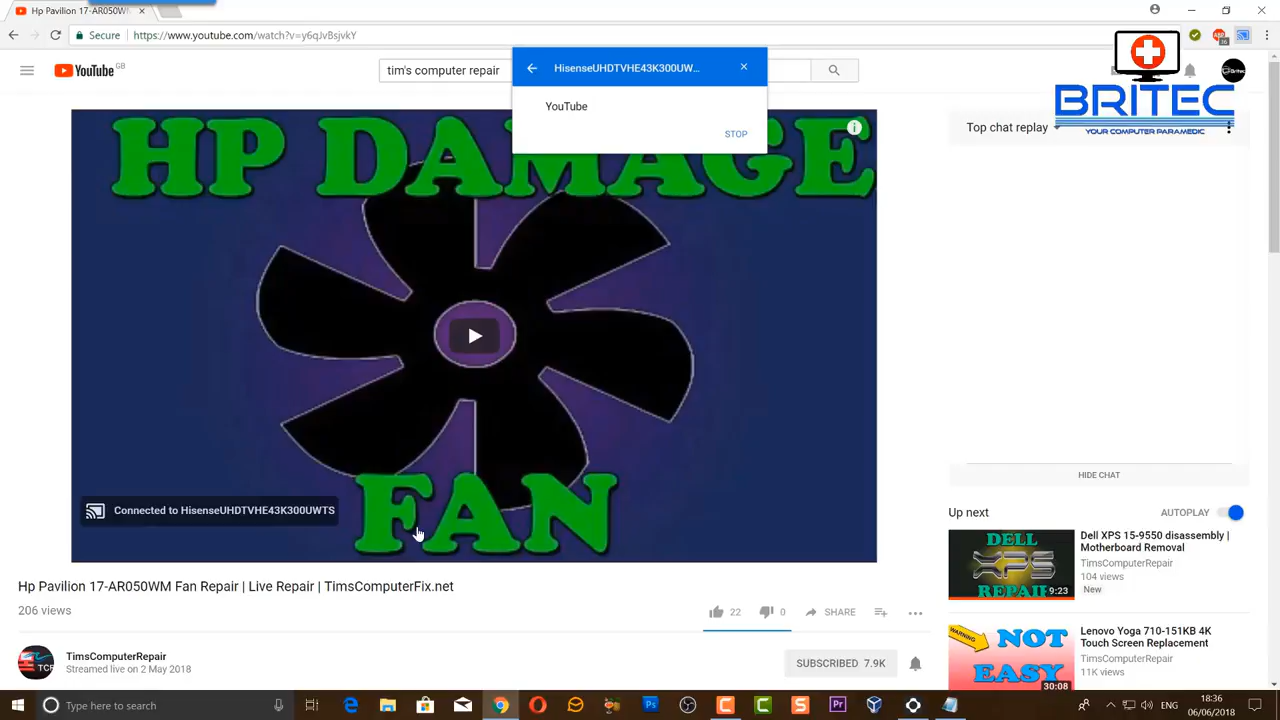 Hp Pavilion 17-AR050WM
Secure
https://www.youtube.com/watch?v=y6qJvBsjvkY
YouTube GB
tim's computer repair
HisenseUHDTVHE43K300UW...
YouTube
STOP
BRITEC
YOUR COMPUTER PARAMEDIC
Top chat replay
HP DAMAGE
FAN
Connected to HisenseUHDTVHE43K300UWTS
HIDE CHAT
Up next
AUTOPLAY
DELL
XPS
REPAIR
9:23
Dell XPS 15-9550 disassembly |
Motherboard Removal
TimsComputerRepair
104 views
New
WARNING
NOT
EASY
30:08
Lenovo Yoga 710-151KB 4K
Touch Screen Replacement
TimsComputerRepair
11K views
Hp Pavilion 17-AR050WM Fan Repair | Live Repair | TimsComputerFix.net
206 views
22
0
SHARE
TCF
TimsComputerRepair
Streamed live on 2 May 2018
SUBSCRIBED 7.9K
Type here to search
Ps
Pr
ENG
18:36
06/06/2018